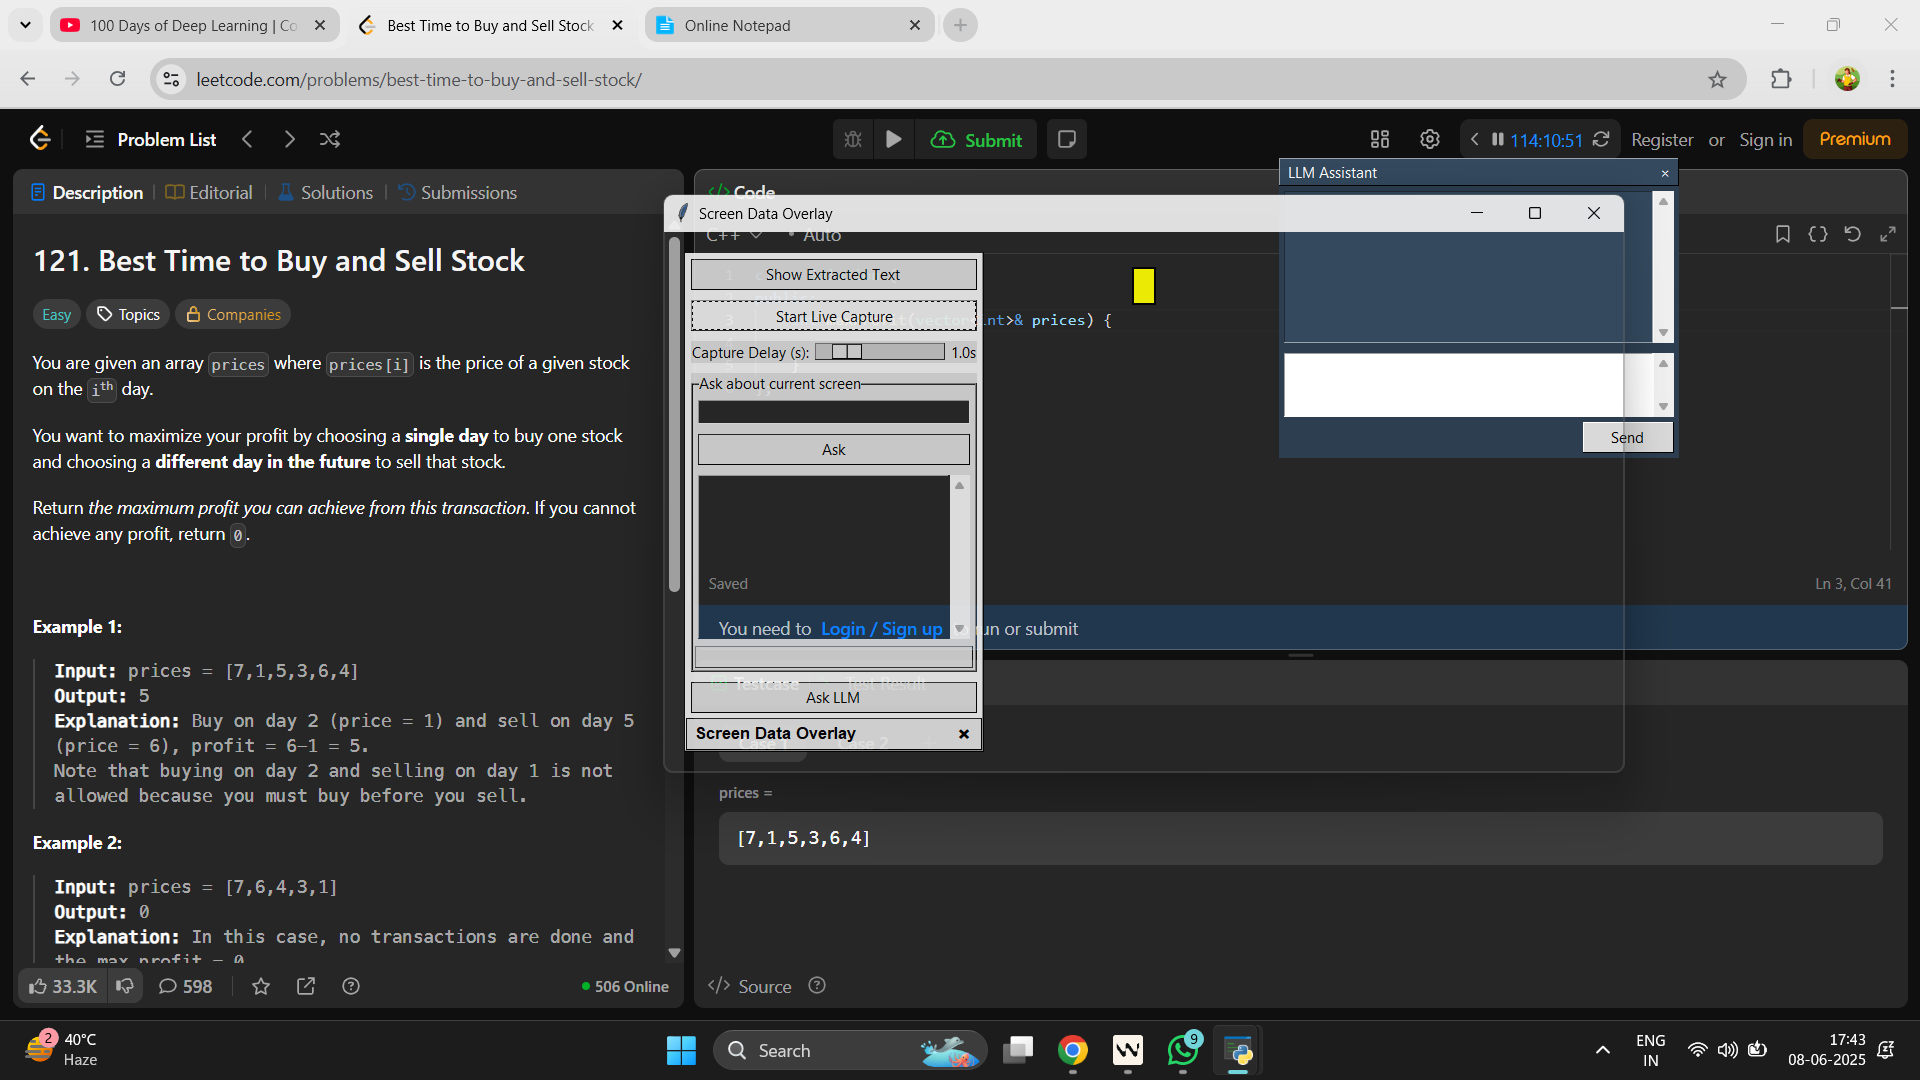 100 Days of Deep Learning | Co
Best Time to Buy and Sell Stock
Online Notepad
leetcode.com/problems/best-time-to-buy-and-sell-stock/
Problem List
Submit
114:10:51
Register or Sign in
Premium
Description
Editorial
Solutions
Submissions
121. Best Time to Buy and Sell Stock
Easy
Topics
Companies
You are given an array prices where prices[i] is the price of a given stock
on the ith day.
You want to maximize your profit by choosing a single day to buy one stock
and choosing a different day in the future to sell that stock.
Return the maximum profit you can achieve from this transaction. If you cannot
achieve any profit, return 0.
Example 1:
Input: prices = [7,1,5,3,6,4]
Output: 5
Explanation: Buy on day 2 (price = 1) and sell on day 5
(price = 6), profit = 6-1 = 5.
Note that buying on day 2 and selling on day 1 is not
allowed because you must buy before you sell.
Example 2:
Input: prices = [7,6,4,3,1]
Output: 0
Explanation: In this case, no transactions are done and
the max profit = 0
33.3K
598
506 Online
Code
Screen Data Overlay
C++
Auto
1
Show Extracted Text
Start Live Capture
3
int>& prices) {
Capture Delay (s):
1.0s
Ask about current screen
Ask
Saved
Ln 3, Col 41
You need to Login / Sign up to run or submit
Testcase
Test Result
Ask LLM
Screen Data Overlay
Case 1
Case 2
prices =
[7,1,5,3,6,4]
Source
LLM Assistant
Send
2
40°C
Haze
Search
9
ENG
IN
17:43
08-06-2025